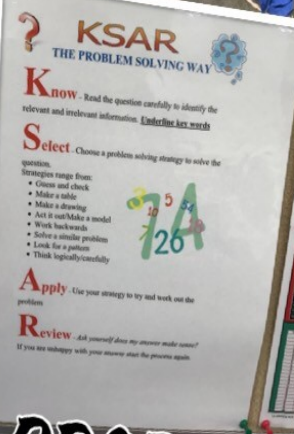 ?
KSAR
?
THE PROBLEM SOLVING WAY
Know - Read the question carefully to identify the
relevant and irrelevant information. Underline key words
Select - Choose a problem solving strategy to solve the
question.
Strategies range from:
• Guess and check
• Make a table
• Make a drawing
• Act it out/Make a model
• Work backwards
• Solve a similar problem
• Look for a pattern
• Think logically/carefully
5
10
7
26
Apply - Use your strategy to try and work out the
problem
Review - Ask yourself does my answer make sense?
If you are unhappy with your answer start the process again.